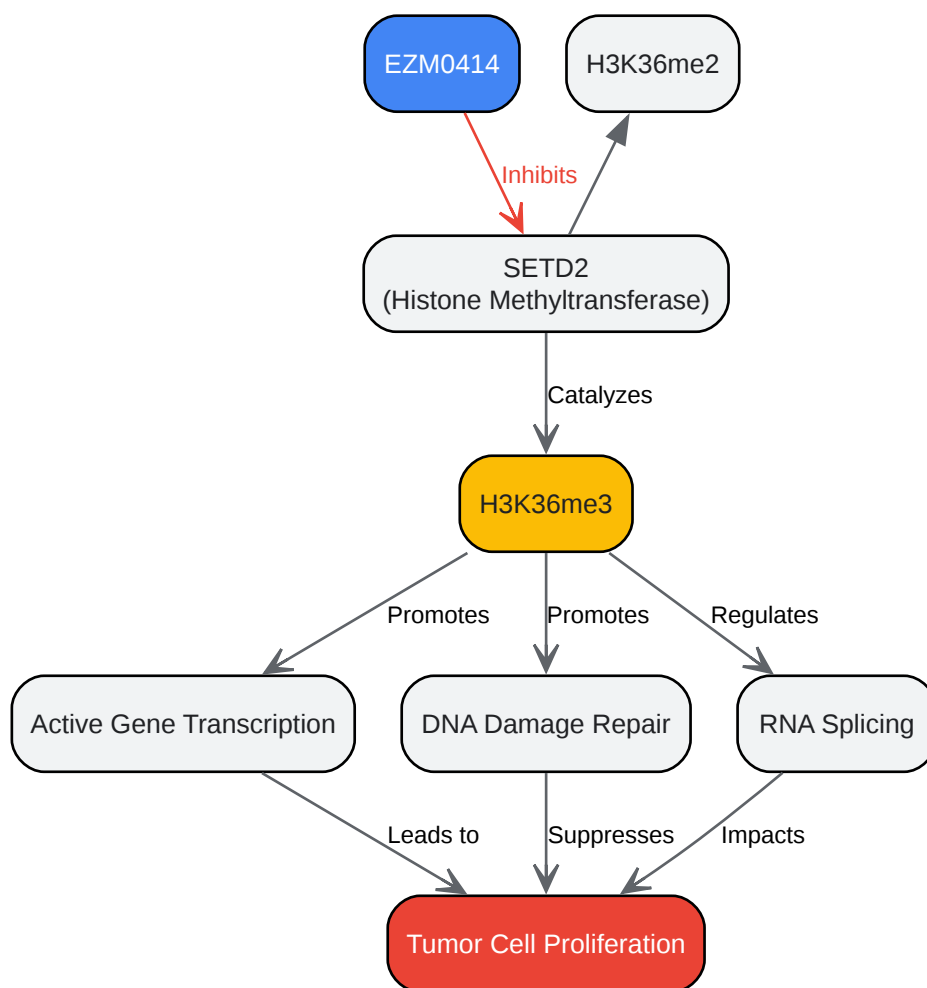 EZM0414
H3K36me2
Inhibits
SETD2
(Histone Methyltransferase)
Catalyzes
H3K36me3
Promotes
Promotes
Regulates
Active Gene Transcription
DNA Damage Repair
RNA Splicing
Leads to
Suppresses
Impacts
Tumor Cell Proliferation